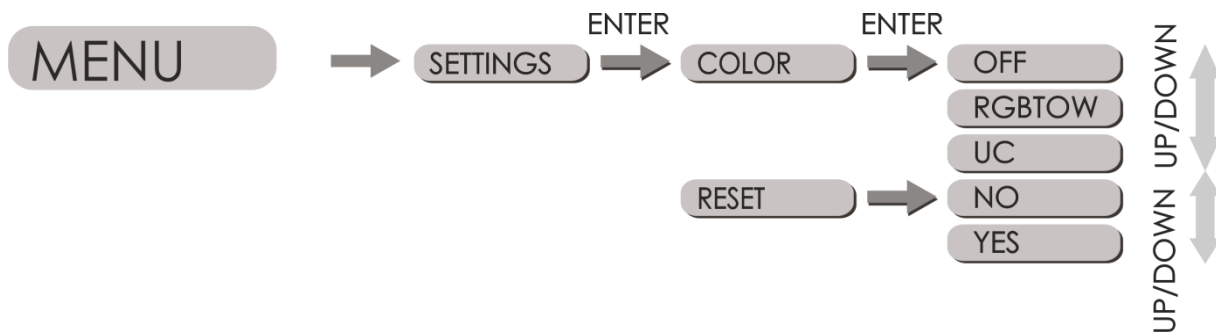 ENTER
ENTER
MENU
SETTINGS
COLOR
OFF
RGBTOW
UC
UP/DOWN
RESET
NO
YES
UP/DOWN